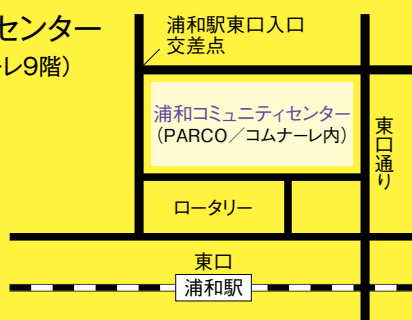 センター
レ9階）
浦和駅東口入口
交差点
浦和コミュニティセンター
（PARCO／コムナーレ内）
東口通り
ロータリー
東口
浦和駅